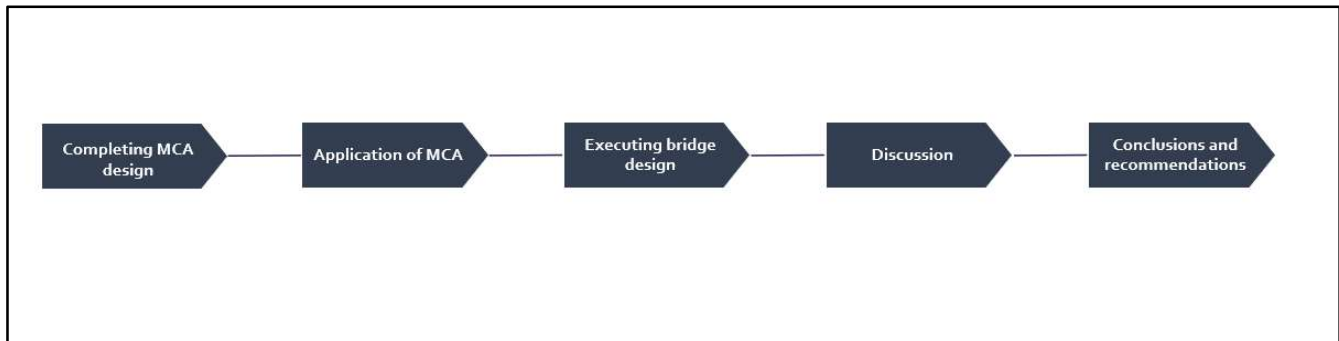 Completing MCA
design
Application of MCA
Executing bridge
design
Discussion
Conclusions and
recommendations